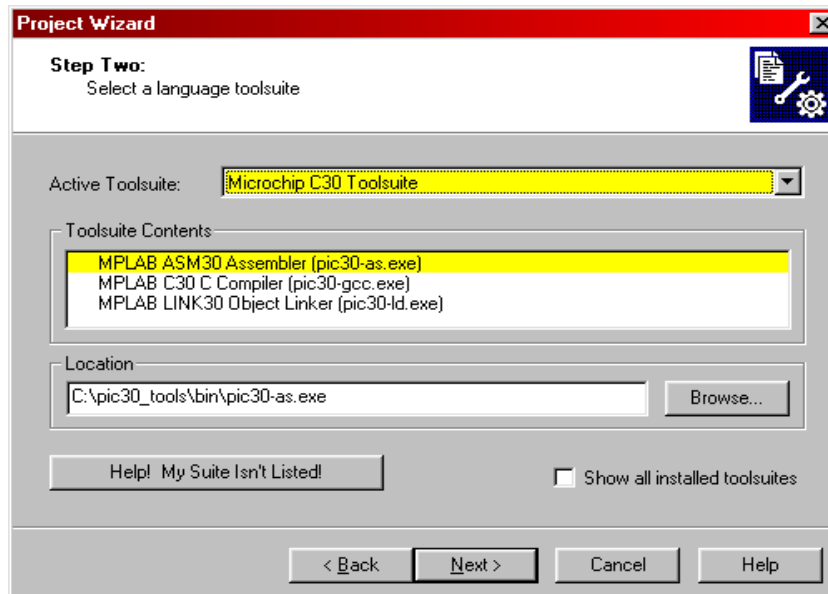 Project Wizard
Step Two:
Select a language toolsuite
Active Toolsuite: Microchip C30 Toolsuite
Toolsuite Contents
MPLAB ASM30 Assembler (pic30-as.exe)
MPLAB C30 C Compiler (pic30-gcc.exe)
MPLAB LINK30 Object Linker (pic30-ld.exe)
Location
C:\pic30_tools\bin\pic30-as.exe Browse...
Help! My Suite Isn't Listed! Show all installed toolsuites
< Back Next > Cancel Help